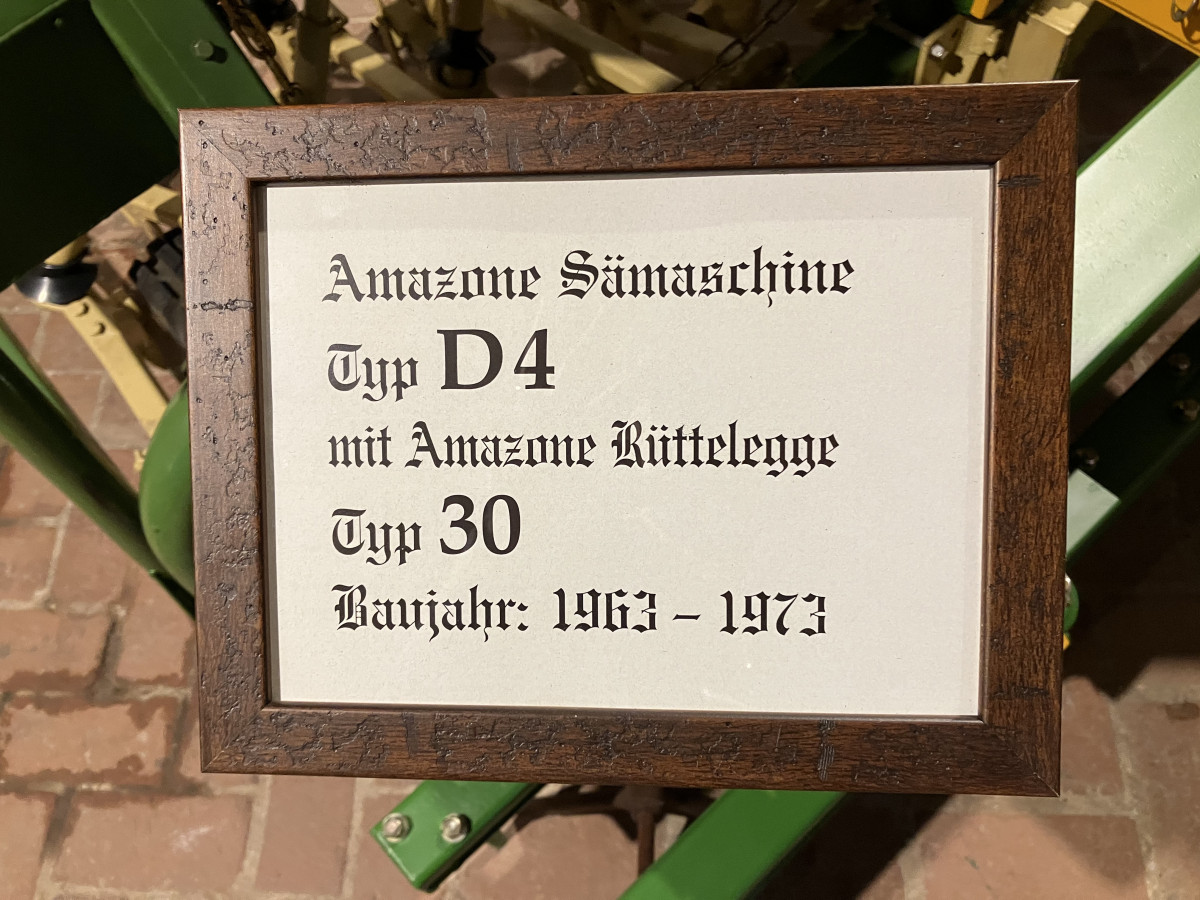 Amazone Sämaschine
Typ D4
mit Amazone Rüttelegge
Typ 30
Baujahr: 1963 – 1973